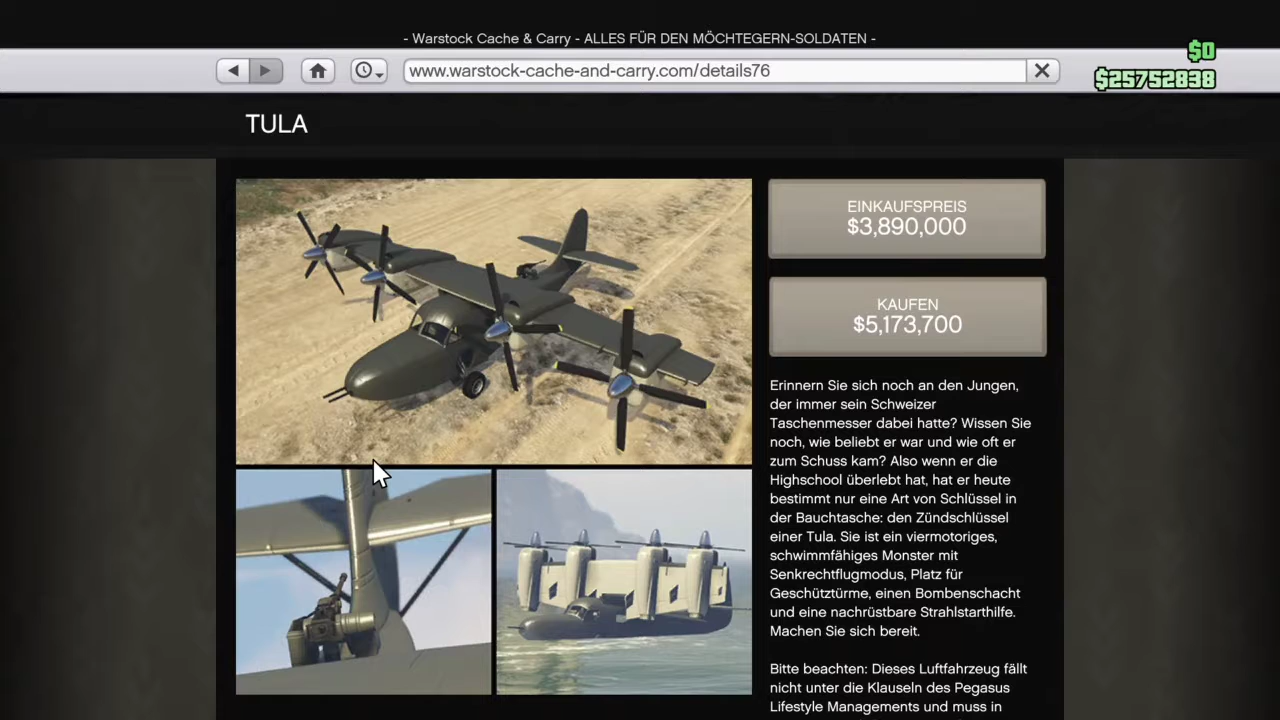 - Warstock Cache & Carry - ALLES FÜR DEN MÖCHTEGERN-SOLDATEN -
www.warstock-cache-and-carry.com/details76
$0
$25752838
TULA
EINKAUFSPREIS
$3,890,000
KAUFEN
$5,173,700
Erinnern Sie sich noch an den Jungen,
der immer sein Schweizer
Taschenmesser dabei hatte? Wissen Sie
noch, wie beliebt er war und wie oft er
zum Schuss kam? Also wenn er die
Highschool überlebt hat, hat er heute
bestimmt nur eine Art von Schlüssel in
der Bauchtasche: den Zündschlüssel
einer Tula. Sie ist ein viermotoriges,
schwimmfähiges Monster mit
Senkrechtflugmodus, Platz für
Geschütztürme, einen Bombenschacht
und eine nachrüstbare Strahlstarthilfe.
Machen Sie sich bereit.
Bitte beachten: Dieses Luftfahrzeug fällt
nicht unter die Klauseln des Pegasus
Lifestyle Managements und muss in